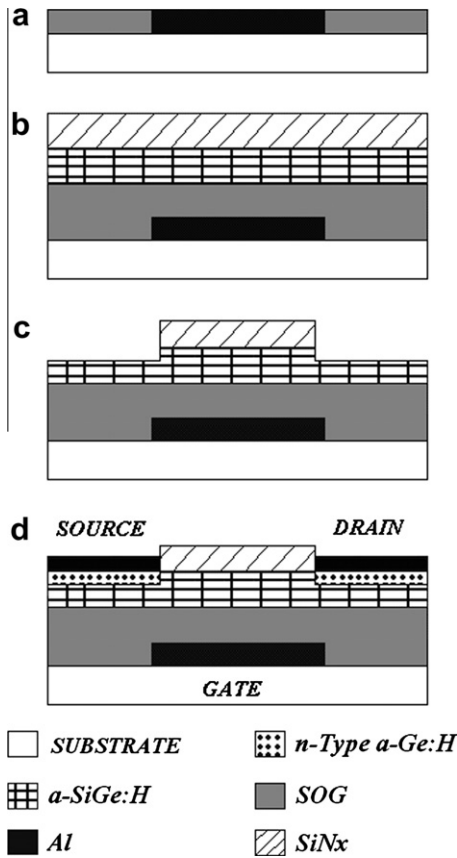 a
b
c
d
SOURCE DRAIN
GATE
SUBSTRATE n-Type a-Ge:H
a-SiGe:H SOG
Al SiNx